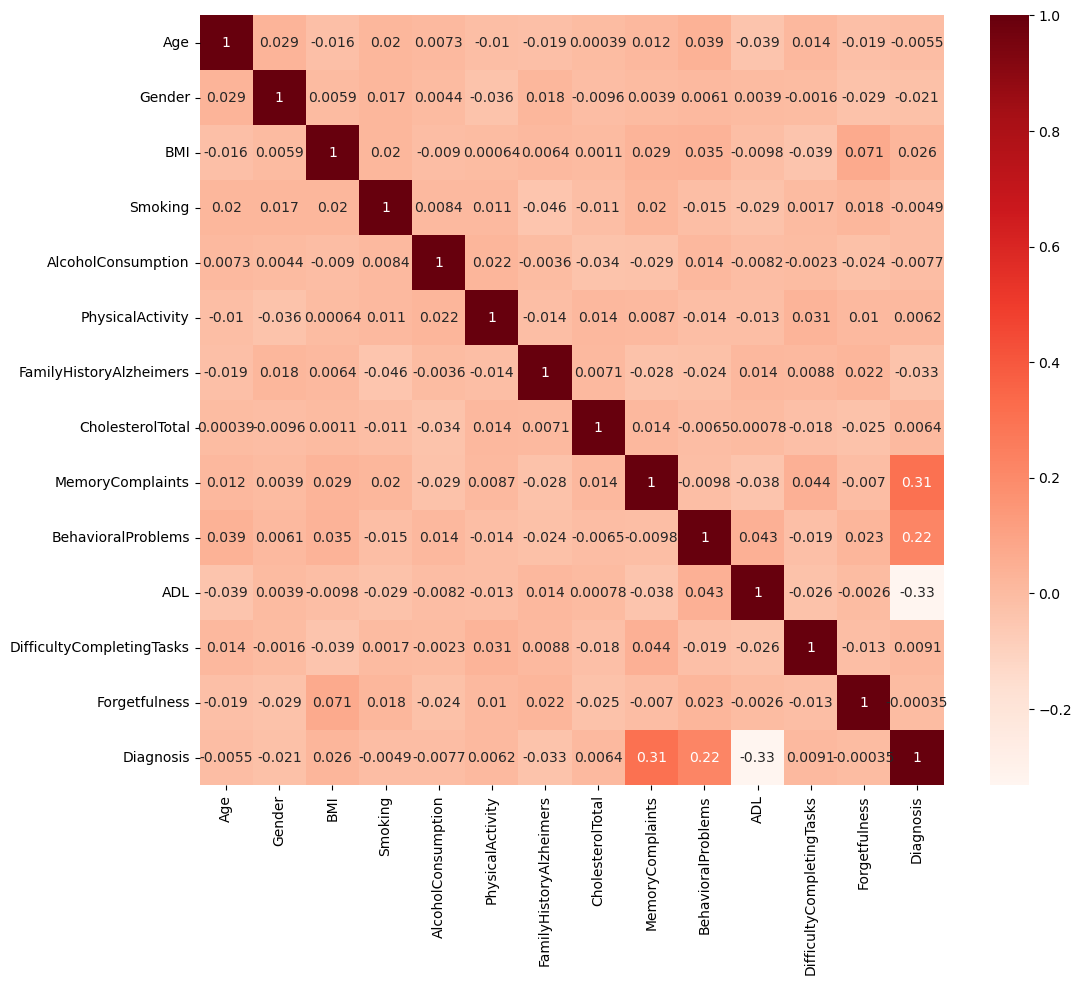 Age 1 0.029 -0.016 0.02 0.0073 -0.01 -0.019 0.00039 0.012 0.039 -0.039 0.014 -0.019 -0.0055
Gender 0.029 1 0.0059 0.017 0.0044 -0.036 0.018 -0.0096 0.0039 0.0061 0.0039 -0.0016 -0.029 -0.021
BMI -0.016 0.0059 1 0.02 -0.009 0.00064 0.0064 0.0011 0.029 0.035 -0.0098 -0.039 0.071 0.026
Smoking 0.02 0.017 0.02 1 0.0084 0.011 -0.046 -0.011 0.02 -0.015 -0.029 0.0017 0.018 -0.0049
AlcoholConsumption 0.0073 0.0044 -0.009 0.0084 1 0.022 -0.0036 -0.034 -0.029 0.014 -0.0082 -0.0023 -0.024 -0.0077
PhysicalActivity -0.01 -0.036 0.00064 0.011 0.022 1 -0.014 0.014 0.0087 -0.014 -0.013 0.031 0.01 0.0062
FamilyHistoryAlzheimers -0.019 0.018 0.0064 -0.046 -0.0036 -0.014 1 0.0071 -0.028 -0.024 0.014 0.0088 0.022 -0.033
CholesterolTotal 0.00039 -0.0096 0.0011 -0.011 -0.034 0.014 0.0071 1 0.014 -0.0065 0.00078 -0.018 -0.025 0.0064
MemoryComplaints 0.012 0.0039 0.029 0.02 -0.029 0.0087 -0.028 0.014 1 -0.0098 -0.038 0.044 -0.007 0.31
BehavioralProblems 0.039 0.0061 0.035 -0.015 0.014 -0.014 -0.024 -0.0065 -0.0098 1 0.043 -0.019 0.023 0.22
ADL -0.039 0.0039 -0.0098 -0.029 -0.0082 -0.013 0.014 0.00078 -0.038 0.043 1 -0.026 -0.0026 -0.33
DifficultyCompletingTasks 0.014 -0.0016 -0.039 0.0017 -0.0023 0.031 0.0088 -0.018 0.044 -0.019 -0.026 1 -0.013 0.0091
Forgetfulness -0.019 -0.029 0.071 0.018 -0.024 0.01 0.022 -0.025 -0.007 0.023 -0.0026 -0.013 1 -0.00035
Diagnosis -0.0055 -0.021 0.026 -0.0049 -0.0077 0.0062 -0.033 0.0064 0.31 0.22 -0.33 0.0091 -0.00035 1
Age
Gender
BMI
Smoking
AlcoholConsumption
PhysicalActivity
FamilyHistoryAlzheimers
CholesterolTotal
MemoryComplaints
BehavioralProblems
ADL
DifficultyCompletingTasks
Forgetfulness
Diagnosis
1.0
0.8
0.6
0.4
0.2
0.0
−0.2